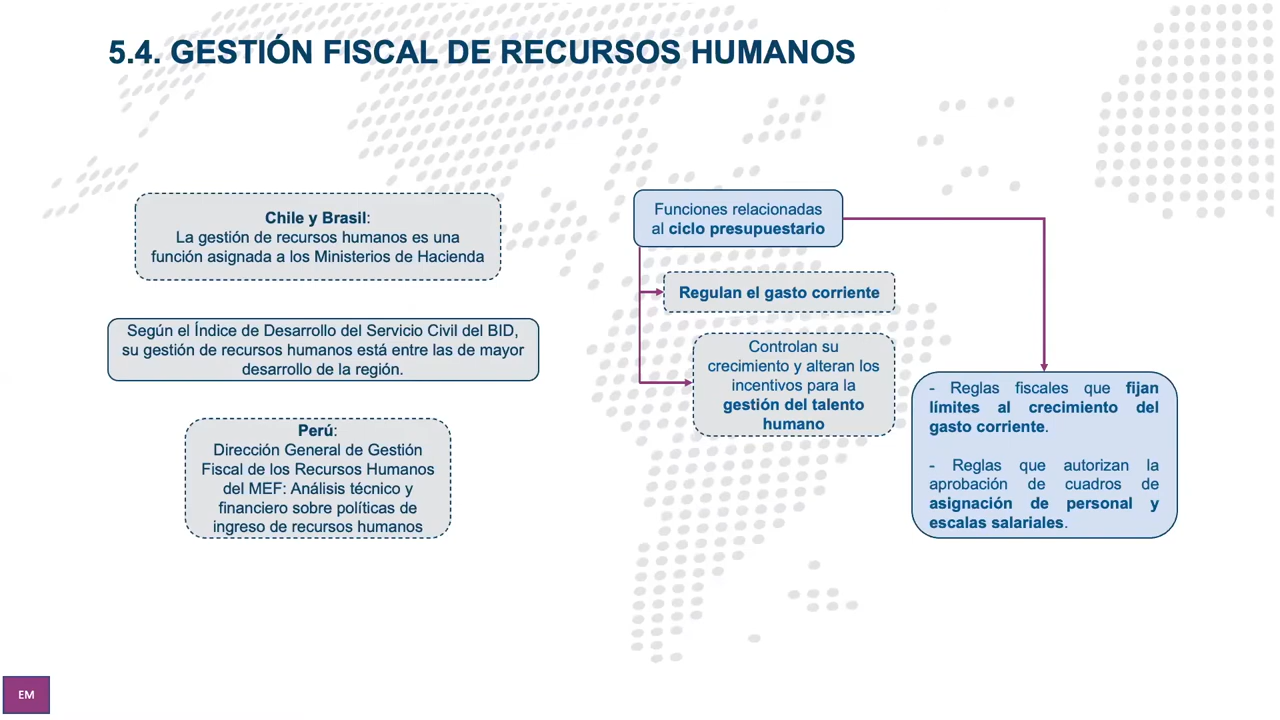 5.4. GESTIÓN FISCAL DE RECURSOS HUMANOS
Chile y Brasil:
La gestión de recursos humanos es una
función asignada a los Ministerios de Hacienda
Según el Índice de Desarrollo del Servicio Civil del BID,
su gestión de recursos humanos está entre las de mayor
desarrollo de la región.
Perú:
Dirección General de Gestión
Fiscal de los Recursos Humanos
del MEF: Análisis técnico y
financiero sobre políticas de
ingreso de recursos humanos
Funciones relacionadas
al ciclo presupuestario
Regulan el gasto corriente
Controlan su
crecimiento y alteran los
incentivos para la
gestión del talento
humano
- Reglas fiscales que fijan
límites al crecimiento del
gasto corriente.
- Reglas que autorizan la
aprobación de cuadros de
asignación de personal y
escalas salariales.
EM